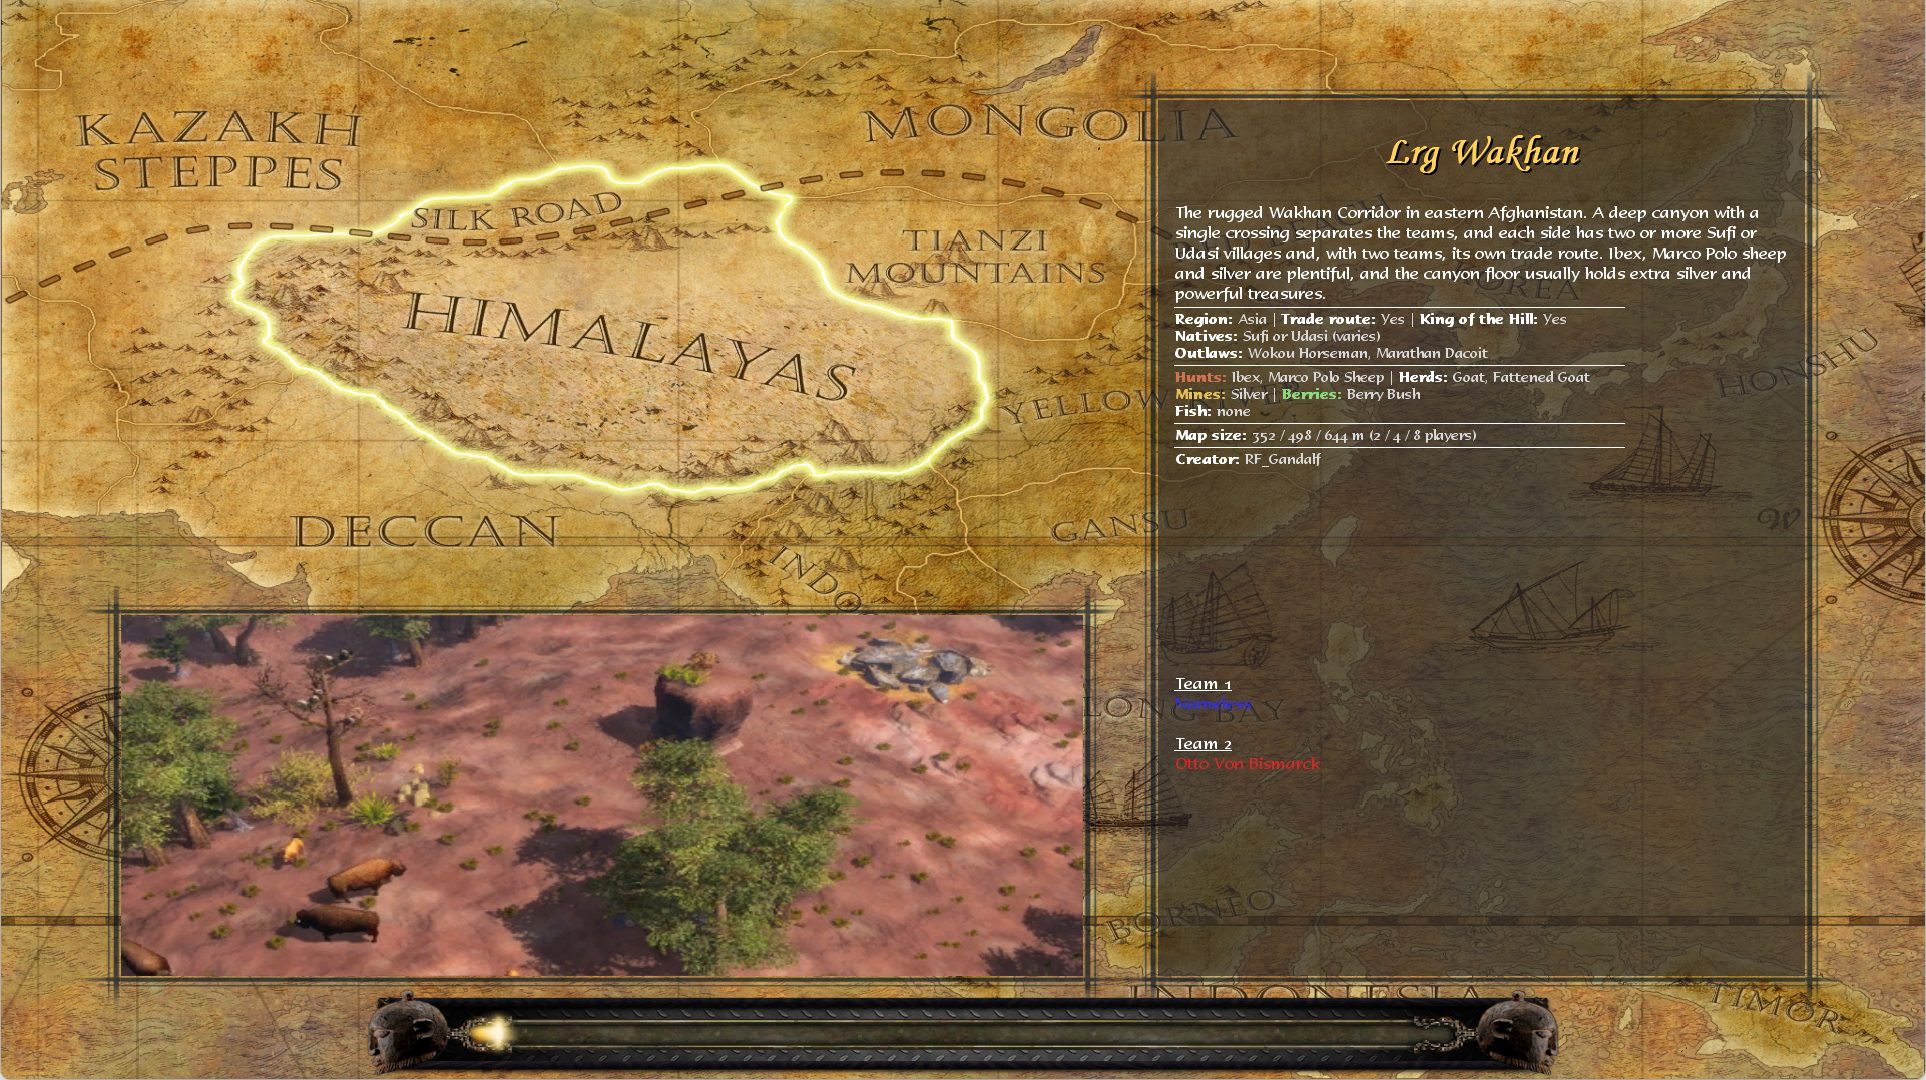 KAZAKH
STEPPES
MONGOLIA
SILK ROAD
TIANZI
MOUNTAINS
HIMALAYAS
YELLOW
KOREA
HONSHU
DECCAN
GANSU
INDO
W
LONG BAY
BORNEO
INDONESIA
TIMOR
Lrg Wakhan
The rugged Wakhan Corridor in eastern Afghanistan. A deep canyon with a
single crossing separates the teams, and each side has two or more Sufi or
Udasi villages and, with two teams, its own trade route. Ibex, Marco Polo sheep
and silver are plentiful, and the canyon floor usually holds extra silver and
powerful treasures.
Region: Asia | Trade route: Yes | King of the Hill: Yes
Natives: Sufi or Udasi (varies)
Outlaws: Wokou Horseman, Marathan Dacoit
Hunts: Ibex, Marco Polo Sheep | Herds: Goat, Fattened Goat
Mines: Silver | Berries: Berry Bush
Fish: none
Map size: 352 / 498 / 644 m (2 / 4 / 8 players)
Creator: RF_Gandalf
Team 1
Team 2
Otto Von Bismarck